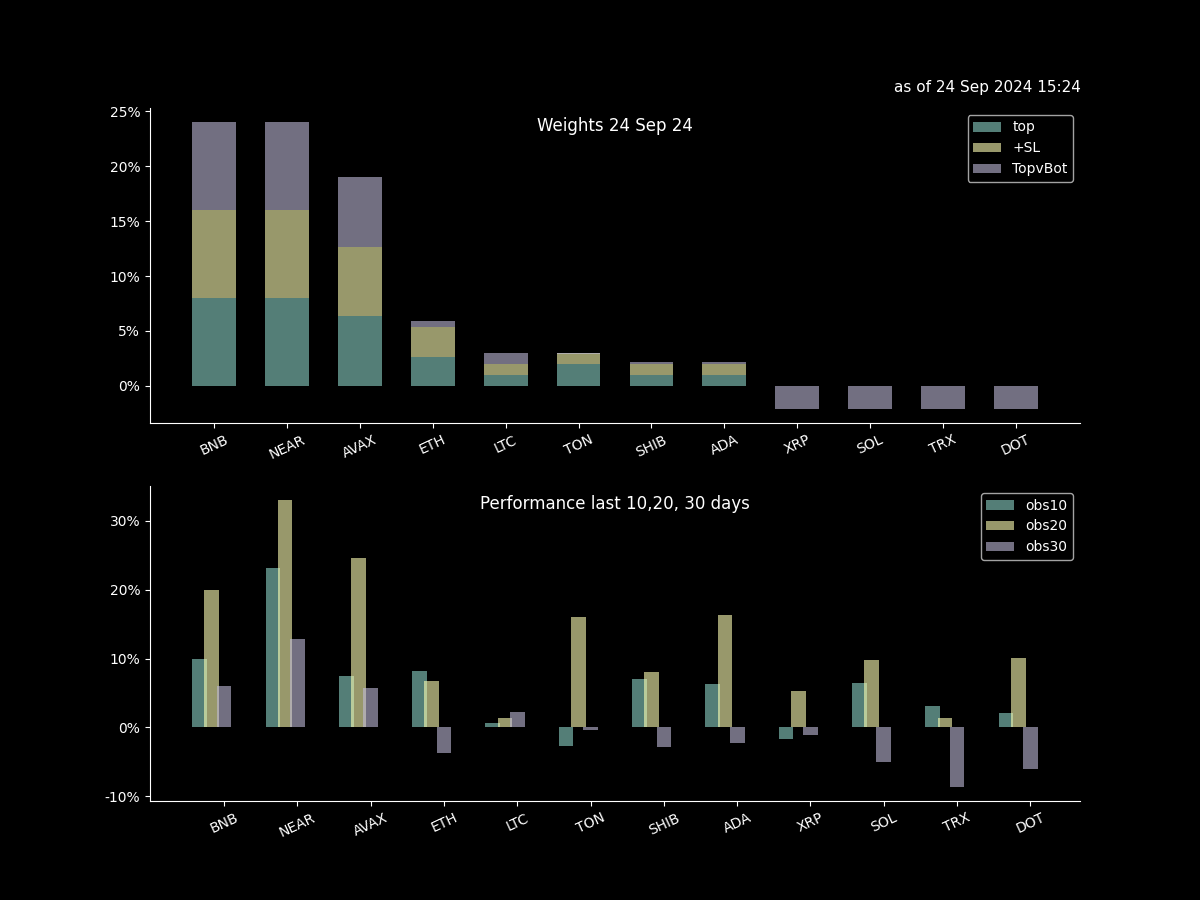 as of 24 Sep 2024 15:24
Weights 24 Sep 24
top
+SL
TopvBot
25%
20%
15%
10%
5%
0%
BNB NEAR AVAX ETH LTC TON SHIB ADA XRP SOL TRX DOT
Performance last 10,20, 30 days
obs10
obs20
obs30
30%
20%
10%
0%
-10%
BNB NEAR AVAX ETH LTC TON SHIB ADA XRP SOL TRX DOT